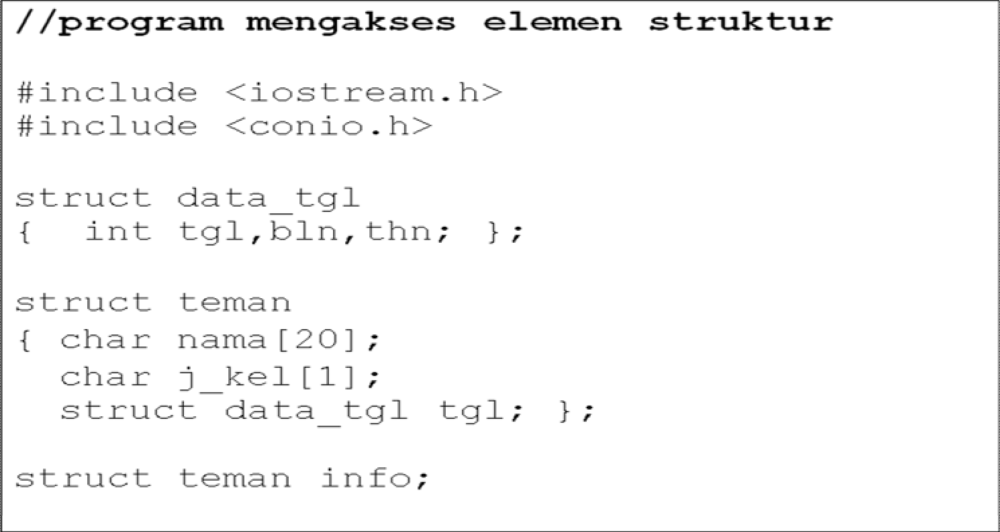 //program mengakses elemen struktur
#include <iostream.h>
#include <conio.h>
struct data_tgl
{  int tgl,bln,thn; };
struct teman
{ char nama[20];
  char j_kel[1];
  struct data_tgl tgl; };
struct teman info;